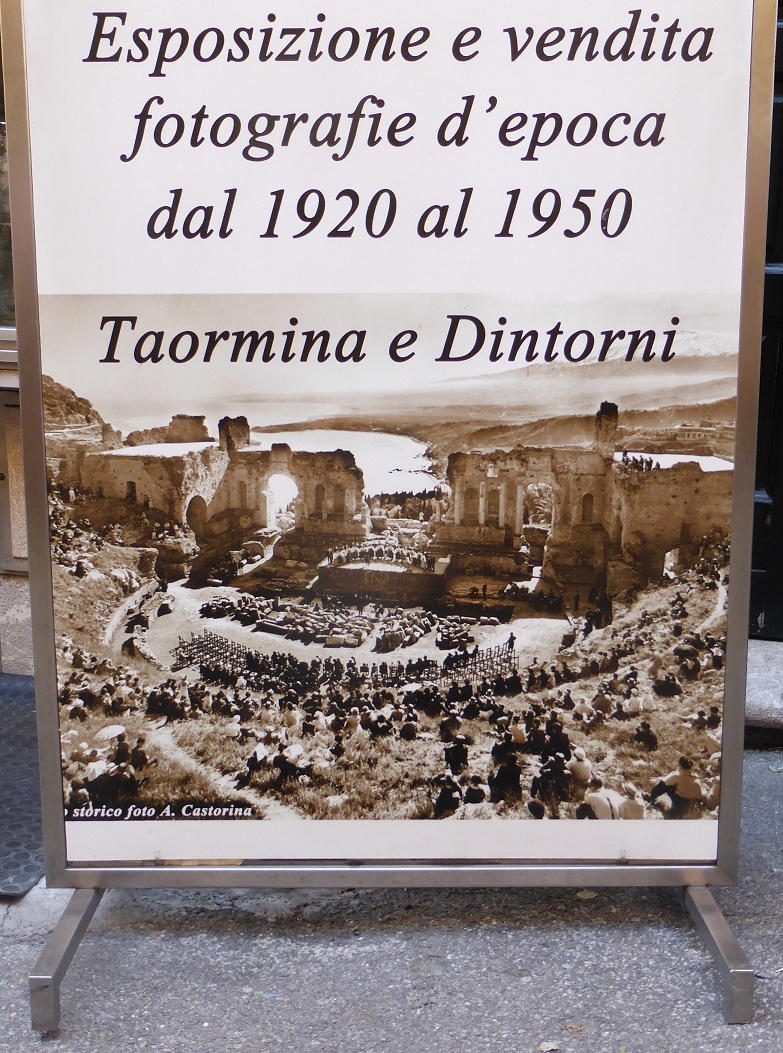 Esposizione e vendita
fotografie d'epoca
dal 1920 al 1950
Taormina e Dintorni
storico foto A. Castorina